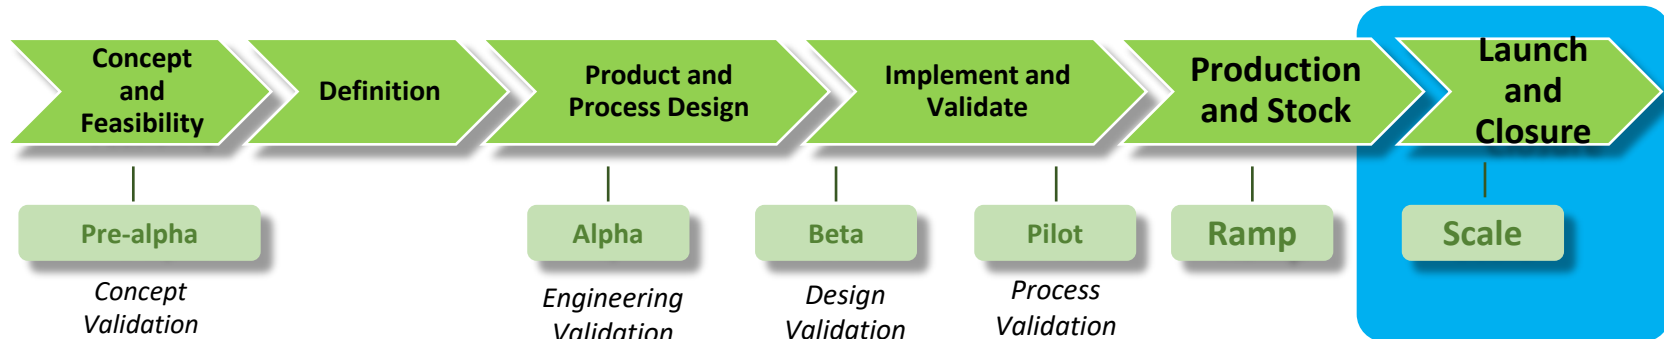 Concept
and
Feasibility
Definition
Product and
Process Design
Implement and
Validate
Production
and Stock
Launch
and
Closure
Pre-alpha
Alpha
Beta
Pilot
Ramp
Scale
Concept
Validation
Engineering
Validation
Design
Validation
Process
Validation